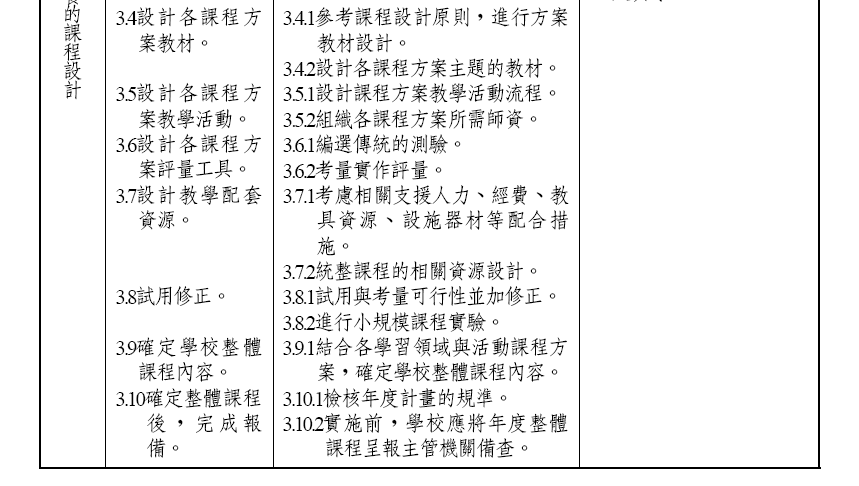 的課程設計
3.4設計各課程方
案教材。
3.4.1參考課程設計原則，進行方案
教材設計。
3.4.2設計各課程方案主題的教材。
3.5設計各課程方
案教學活動。
3.5.1設計課程方案教學活動流程。
3.5.2組織各課程方案所需師資。
3.6設計各課程方
案評量工具。
3.6.1編選傳統的測驗。
3.6.2考量實作評量。
3.7設計教學配套
資源。
3.7.1考慮相關支援人力、經費、教
具資源、設施器材等配合措
施。
3.7.2統整課程的相關資源設計。
3.8試用修正。
3.8.1試用與考量可行性並加修正。
3.8.2進行小規模課程實驗。
3.9確定學校整體
課程內容。
3.9.1結合各學習領域與活動課程方
案，確定學校整體課程內容。
3.10確定整體課程
後，完成報
備。
3.10.1檢核年度計畫的規準。
3.10.2實施前，學校應將年度整體
課程呈報主管機關備查。